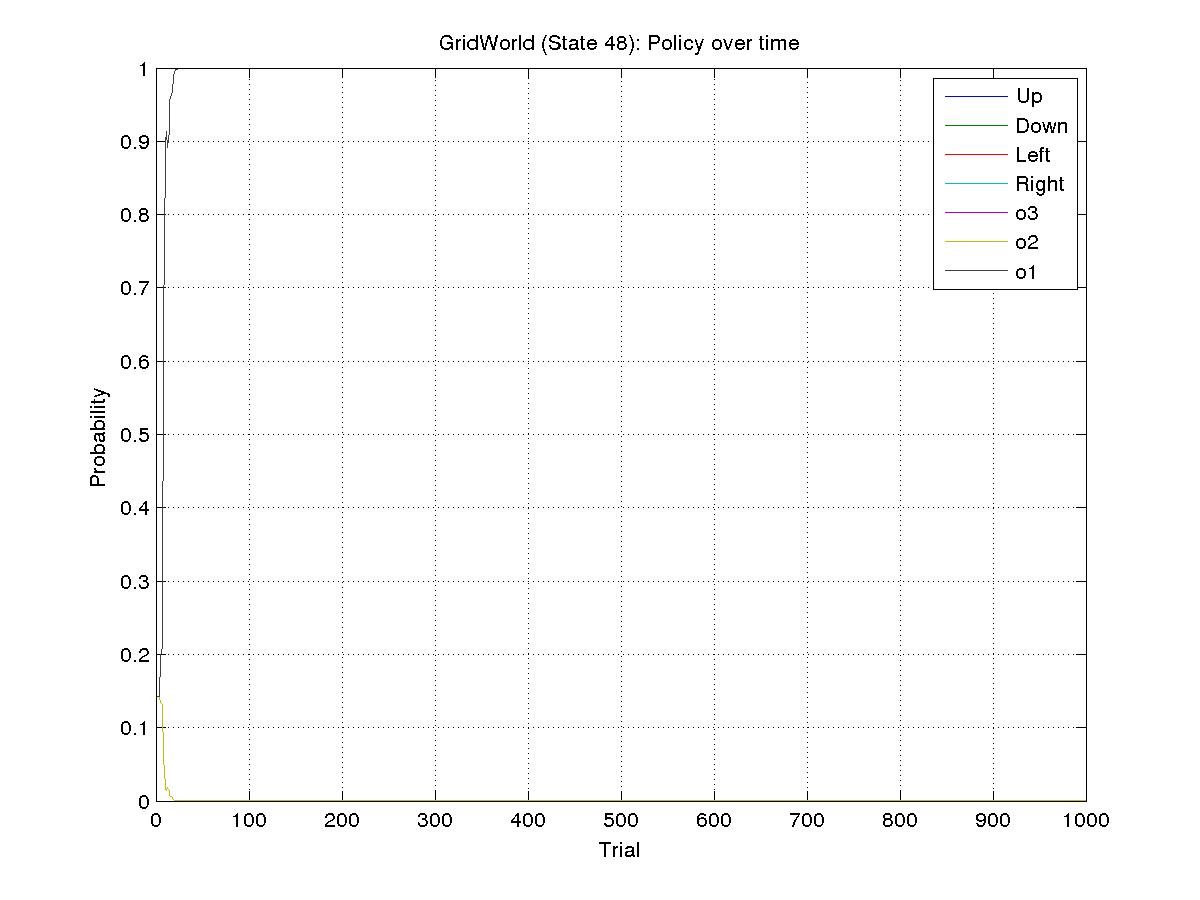 GridWorld (State 48): Policy over time
1
0.9
0.8
0.7
0.6
0.5
0.4
0.3
0.2
0.1
0
Probability
0 100 200 300 400 500 600 700 800 900 1000
Trial
Up
Down
Left
Right
o3
o2
o1